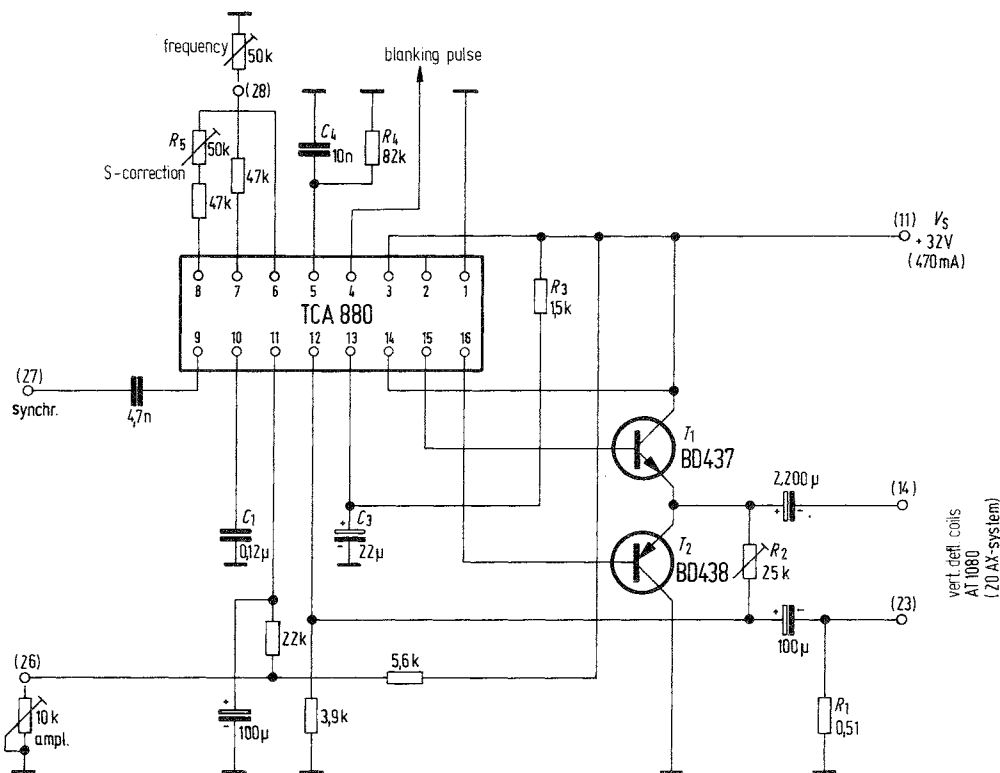 frequency
50k
(28)
blanking pulse
R5
50k
S-correction
47k
47k
C4
10n
R4
82k
(11) VS
+ 32V
(470mA)
8 7 6 5 4 3 2 1
TCA 880
9 10 11 12 13 14 15 16
R3
1,5k
(27)
synchr.
4,7n
T1
BD437
2,200µ
+ -
(14)
C1
0,12µ
C3
+
-
22µ
T2
BD438
R2
25k
vert. defl. coils
AT 1080
(20 AX-system)
(23)
+ -
100µ
22k
(26)
5,6k
10k
ampl.
+
-
100µ
3,9k
R1
0,51